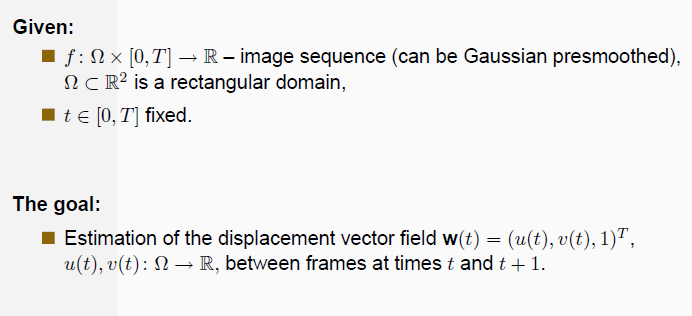 Given:
■ f : Ω × [0, T] → ℝ – image sequence (can be Gaussian presmoothed),
Ω ⊂ ℝ² is a rectangular domain,
■ t ∈ [0, T] fixed.
The goal:
■ Estimation of the displacement vector field w(t) = (u(t), v(t), 1)ᵀ,
u(t), v(t) : Ω → ℝ, between frames at times t and t + 1.